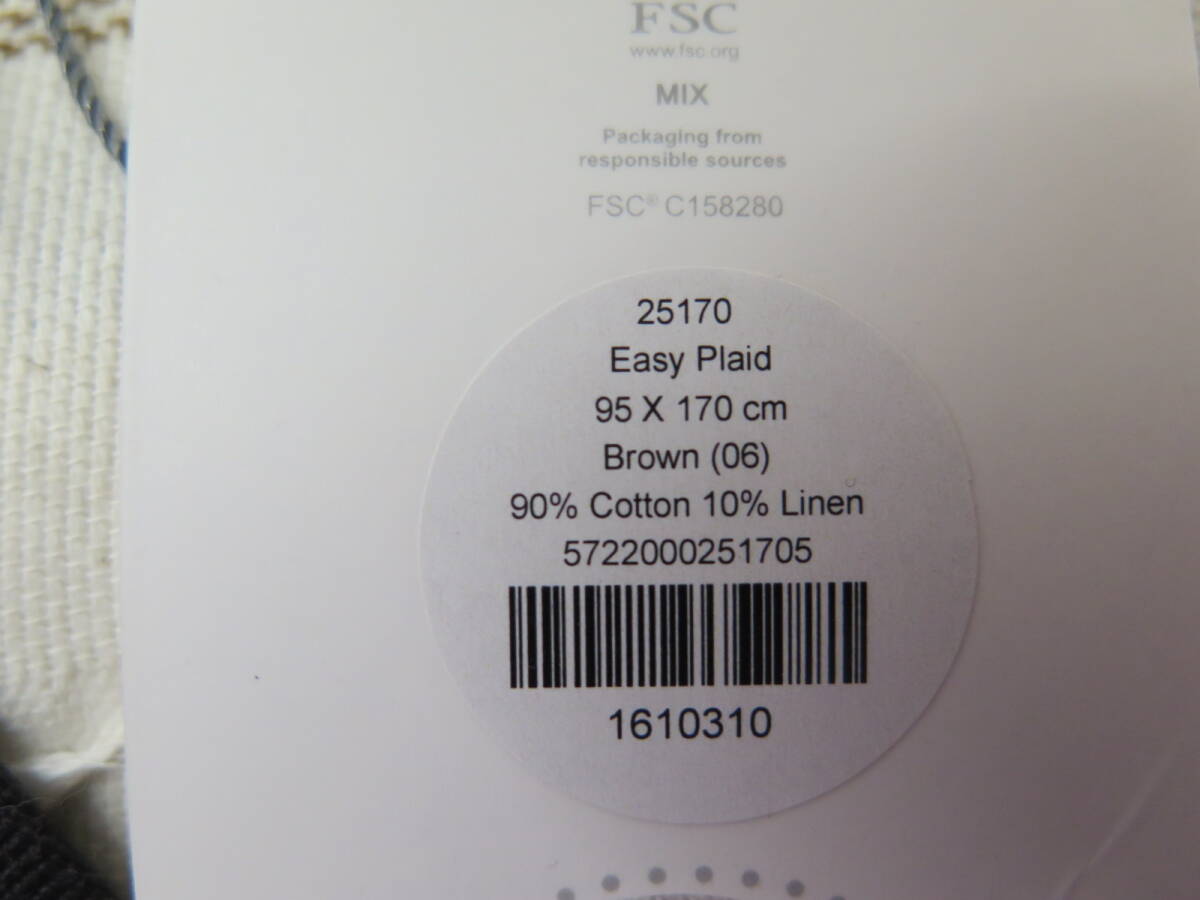 FSC
www.fsc.org
MIX
Packaging from
responsible sources
FSC® C158280
25170
Easy Plaid
95 X 170 cm
Brown (06)
90% Cotton 10% Linen
5722000251705
1610310